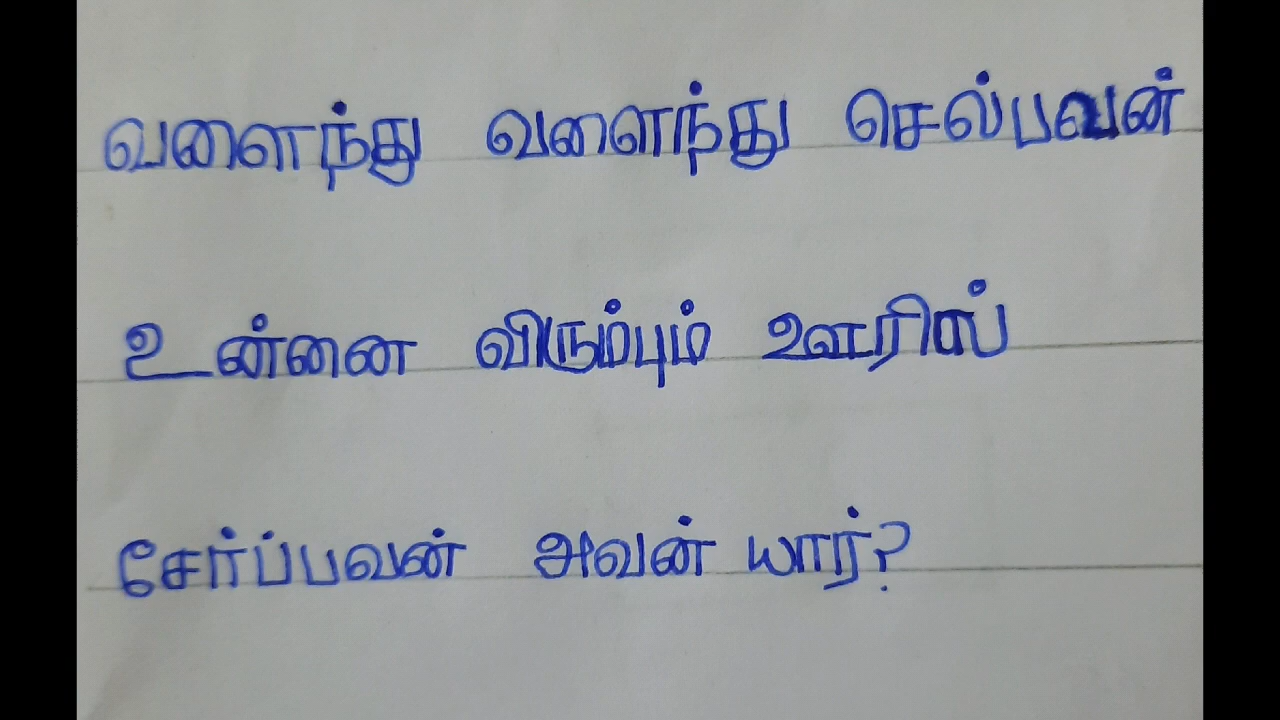 வளைந்து வளைந்து செல்பவன்
உன்னை விரும்பும் ஊரில்
சேர்ப்பவன் அவன் யார்?